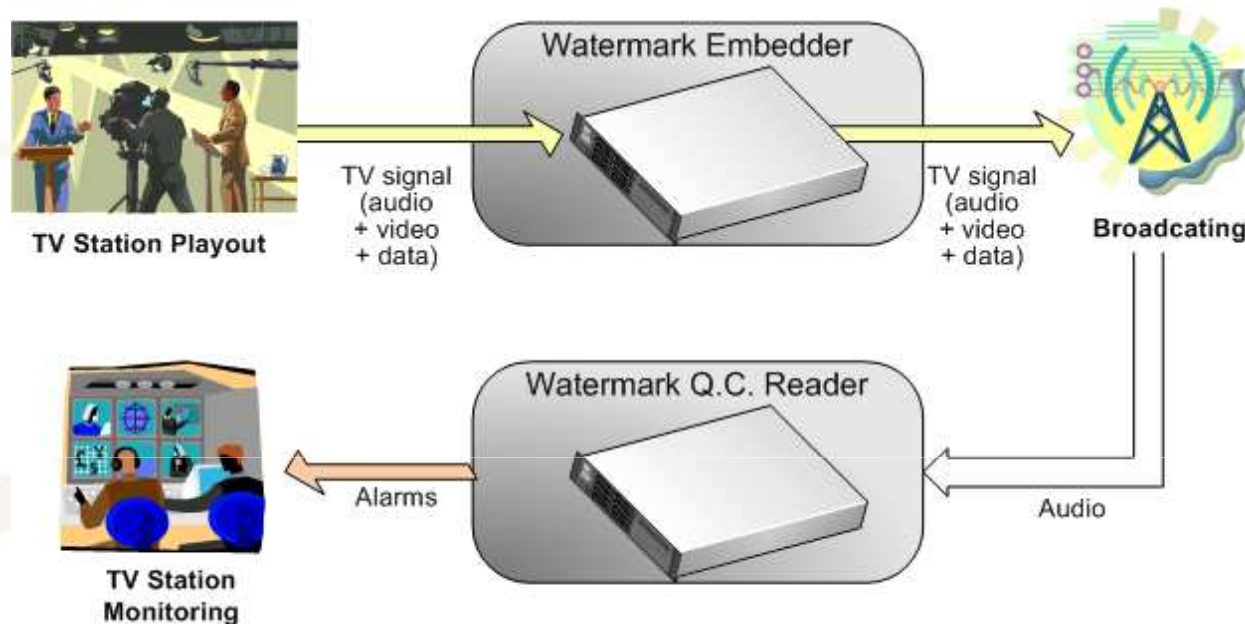 Watermark Embedder
TV signal
(audio
+ video
+ data)
TV signal
(audio
+ video
+ data)
TV Station Playout
Broadcating
Watermark Q.C. Reader
Alarms
Audio
TV Station
Monitoring